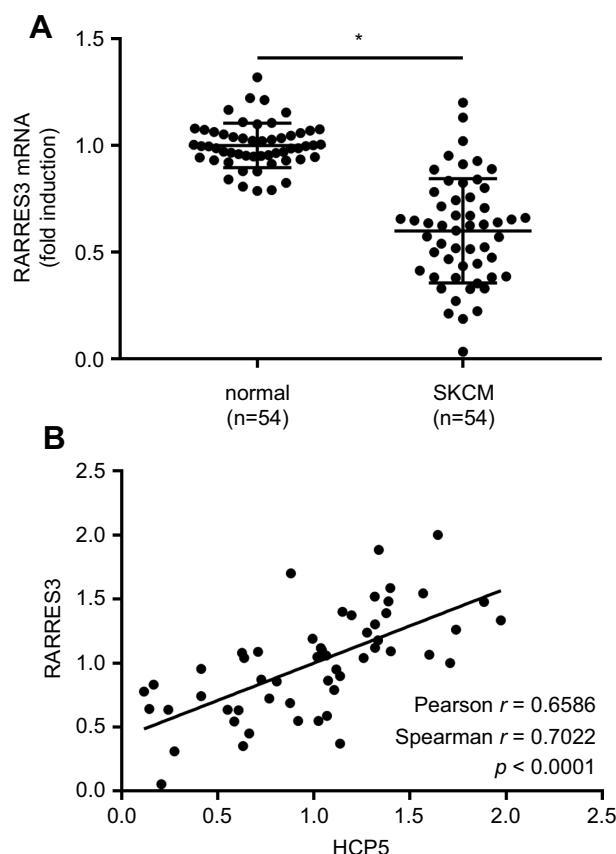 A
RARRES3 mRNA
(fold induction)
1.5
1.0
0.5
0.0
*
normal
(n=54)
SKCM
(n=54)
B
RARRES3
2.5
2.0
1.5
1.0
0.5
0.0
Pearson r = 0.6586
Spearman r = 0.7022
p < 0.0001
0.0 0.5 1.0 1.5 2.0 2.5
HCP5